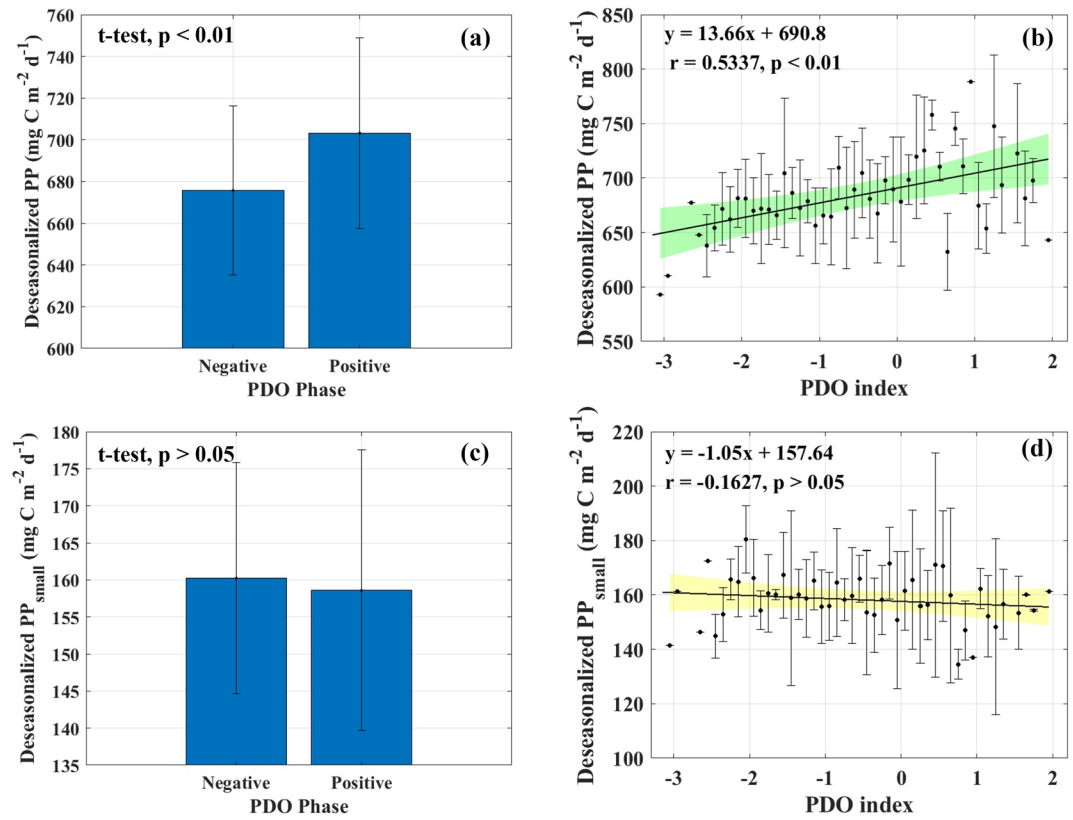 t-test, p < 0.01
(a)
Deseasonalized PP (mg C m⁻² d⁻¹)
760
740
720
700
680
660
640
620
600
Negative
Positive
PDO Phase
y = 13.66x + 690.8
r = 0.5337, p < 0.01
(b)
Deseasonalized PP (mg C m⁻² d⁻¹)
850
800
750
700
650
600
550
-3
-2
-1
0
1
2
PDO index
t-test, p > 0.05
(c)
Deseasonalized PP small (mg C m⁻² d⁻¹)
180
175
170
165
160
155
150
145
140
135
Negative
Positive
PDO Phase
y = -1.05x + 157.64
r = -0.1627, p > 0.05
(d)
Deseasonalized PP small (mg C m⁻² d⁻¹)
220
200
180
160
140
120
100
-3
-2
-1
0
1
2
PDO index